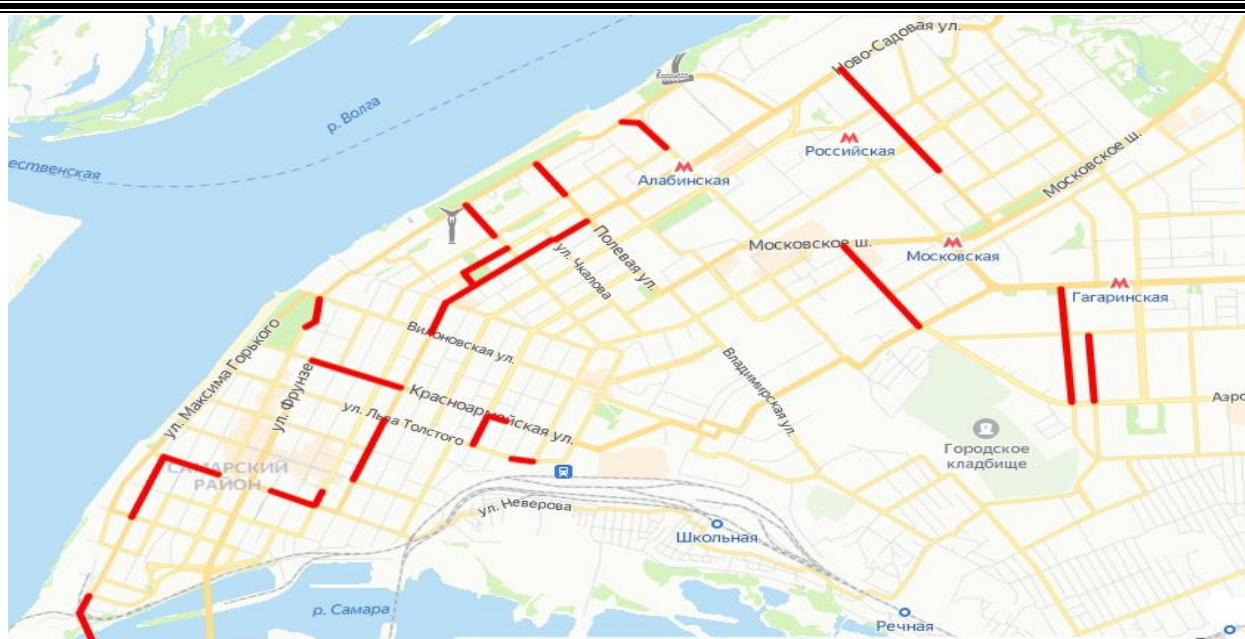 Ново-Садовая ул.
р. Волга
Российская
Московское ш.
ественская
Алабинская
Полевая ул.
Московское ш.
Московская
ул. Чкалова
Гагаринская
Вилоновская ул.
ул. Максима Горького
ул. Фрунзе
Владимирская ул.
Красноармейская ул.
Аэро
ул. Льва Толстого
Городское
кладбище
САМАРСКИЙ
РАЙОН
ул. Неверова
Школьная
р. Самара
Речная